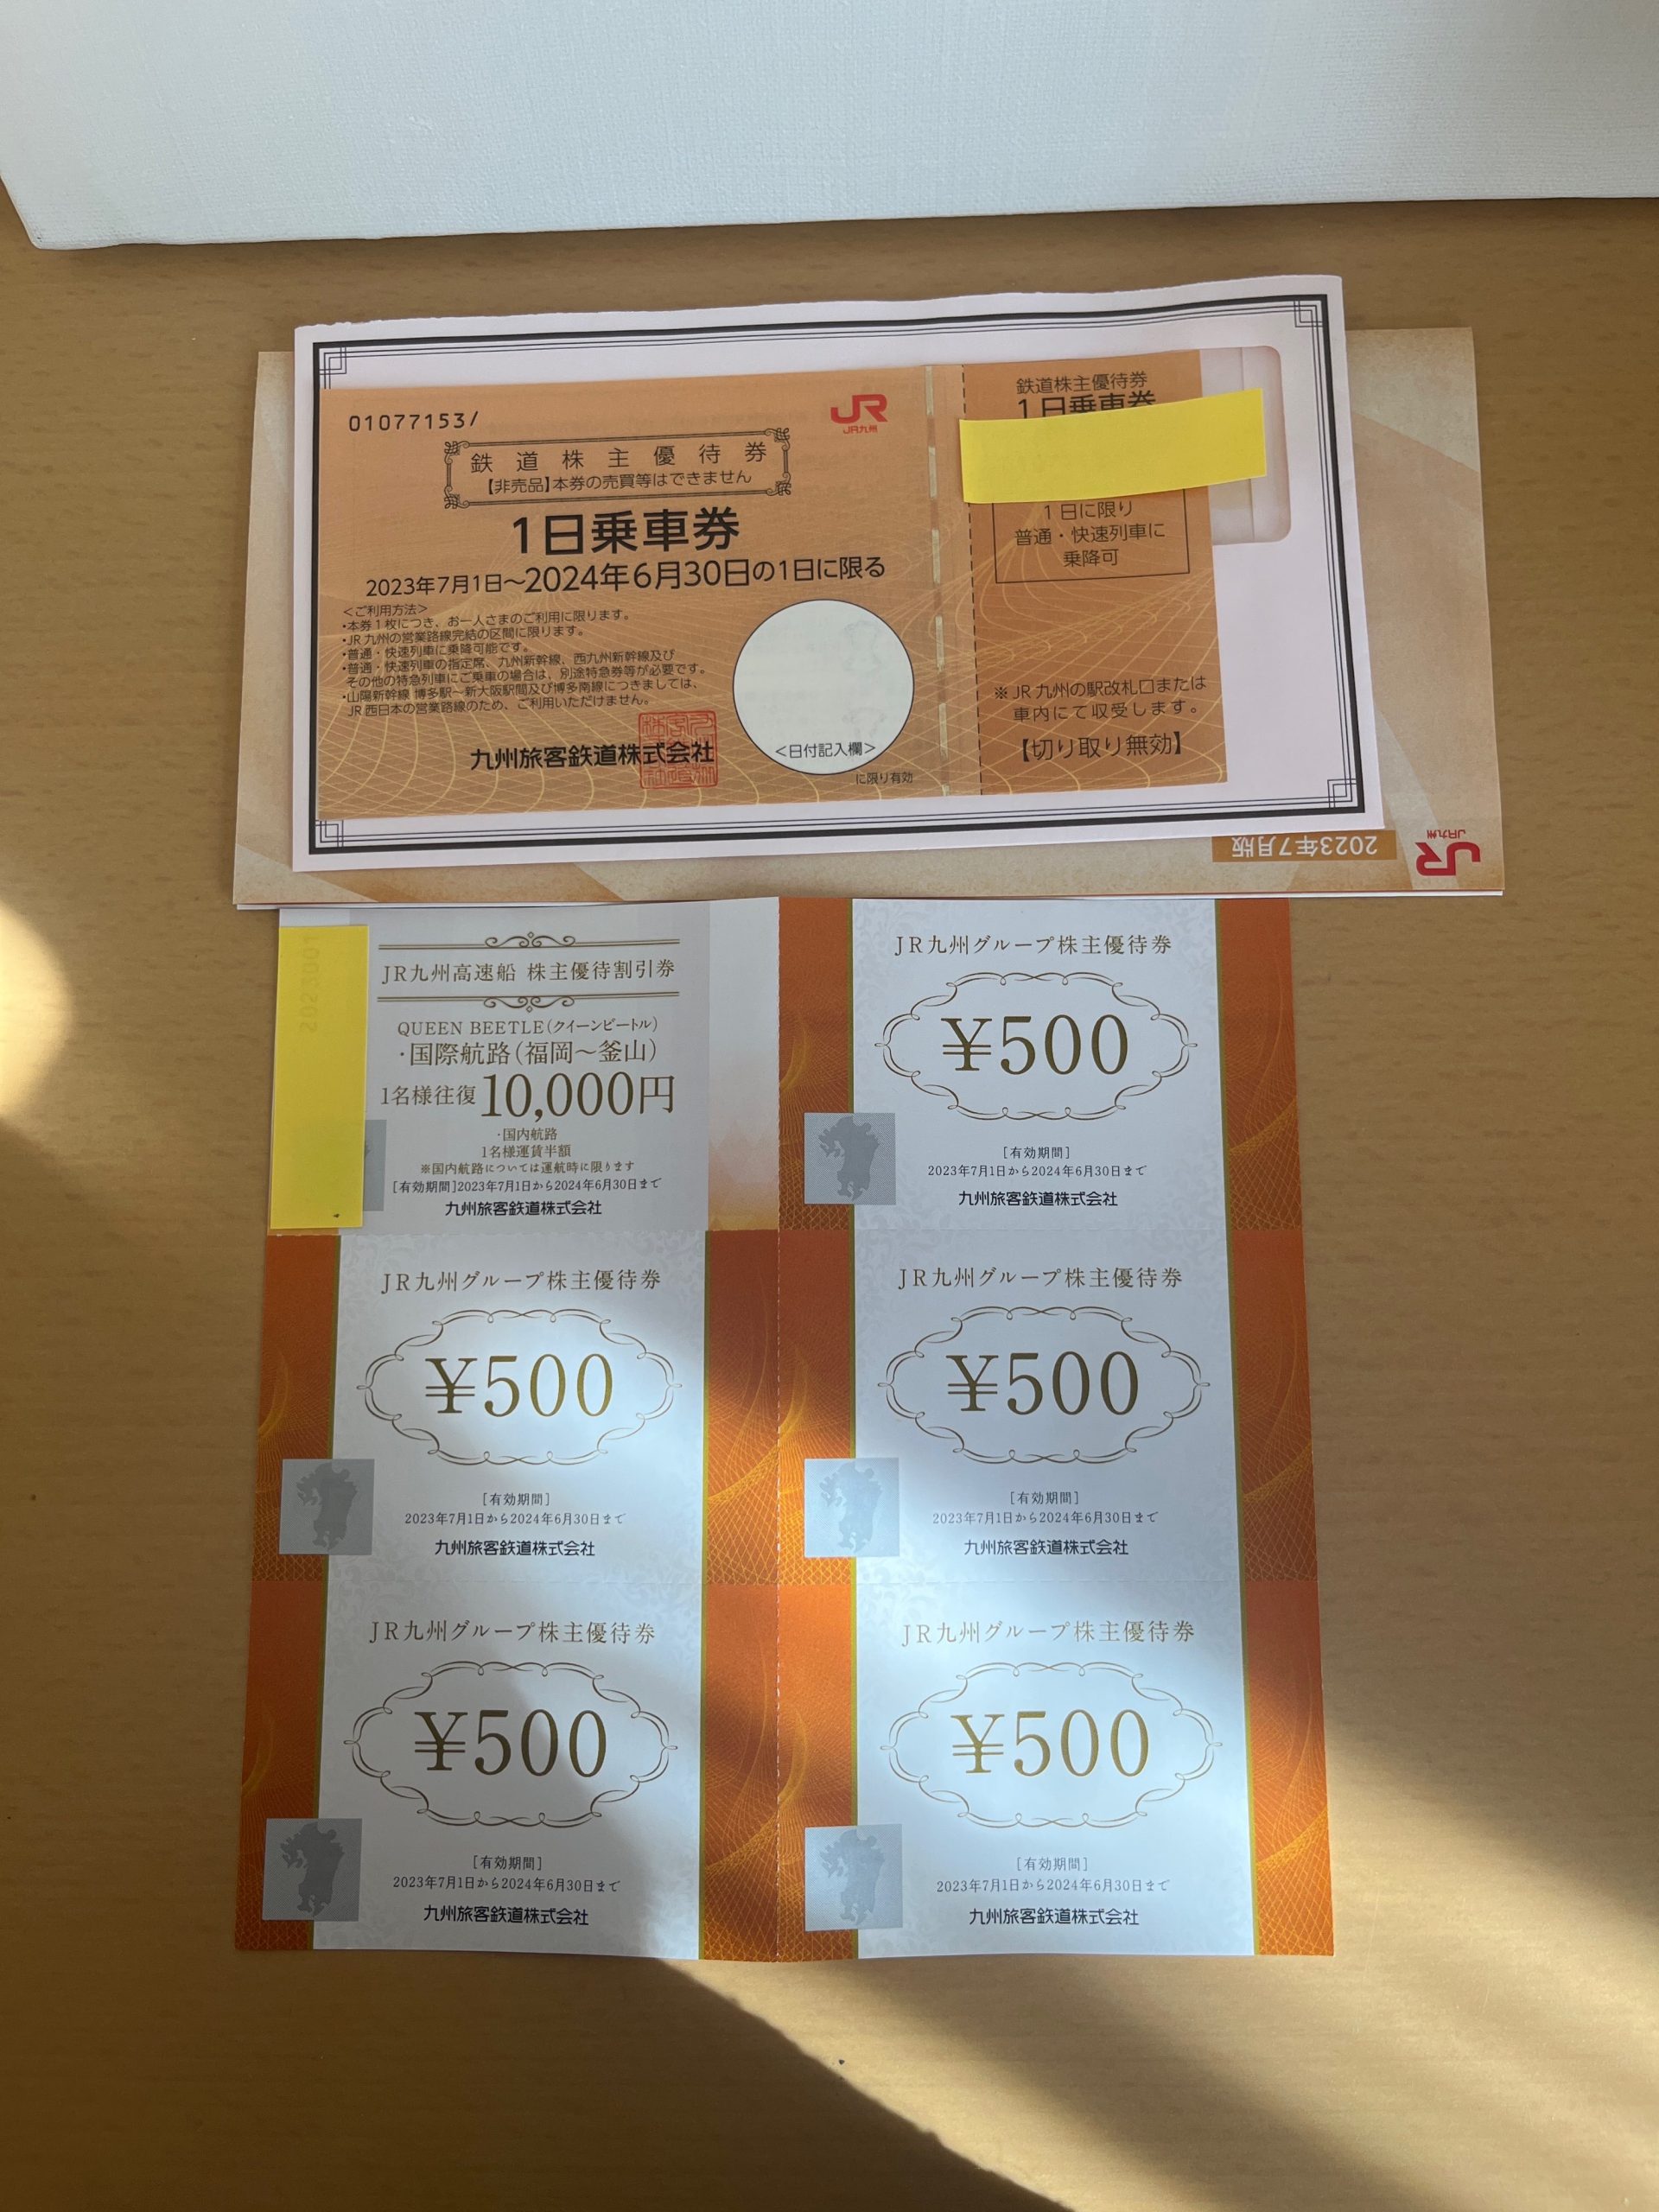 01077153/
JR
JR九州
鉄道株主優待券
【非売品】本券の売買等はできません
1日乗車券
2023年7月1日～2024年6月30日の1日に限る
＜ご利用方法＞
・本券1枚につき、お一人さまのご利用に限ります。
・JR九州の営業路線完結の区間に限ります。
・普通・快速列車に乗降可能です。
・普通・快速列車の指定席、九州新幹線、西九州新幹線及び
その他の特急列車にご乗車の場合は、別途特急券等が必要です。
・山陽新幹線 博多駅～新大阪駅間及び博多南線につきましては、
JR西日本の営業路線のため、ご利用いただけません。
九州旅客鉄道株式会社
＜日付記入欄＞
に限り有効
鉄道株主優待券
1日乗車券
1日に限り
普通・快速列車に
乗降可
※JR九州の駅改札口または
車内にて収受します。
【切り取り無効】
2023年7月版
JR
JR九州
JR九州高速船 株主優待割引券
QUEEN BEETLE(クイーンビートル)
・国際航路(福岡～釜山)
1名様往復10,000円
・国内航路
1名様運賃半額
※国内航路については運航時に限ります
[有効期間]2023年7月1日から2024年6月30日まで
九州旅客鉄道株式会社
JR九州グループ株主優待券
¥500
[有効期間]
2023年7月1日から2024年6月30日まで
九州旅客鉄道株式会社
JR九州グループ株主優待券
¥500
[有効期間]
2023年7月1日から2024年6月30日まで
九州旅客鉄道株式会社
JR九州グループ株主優待券
¥500
[有効期間]
2023年7月1日から2024年6月30日まで
九州旅客鉄道株式会社
JR九州グループ株主優待券
¥500
[有効期間]
2023年7月1日から2024年6月30日まで
九州旅客鉄道株式会社
JR九州グループ株主優待券
¥500
[有効期間]
2023年7月1日から2024年6月30日まで
九州旅客鉄道株式会社